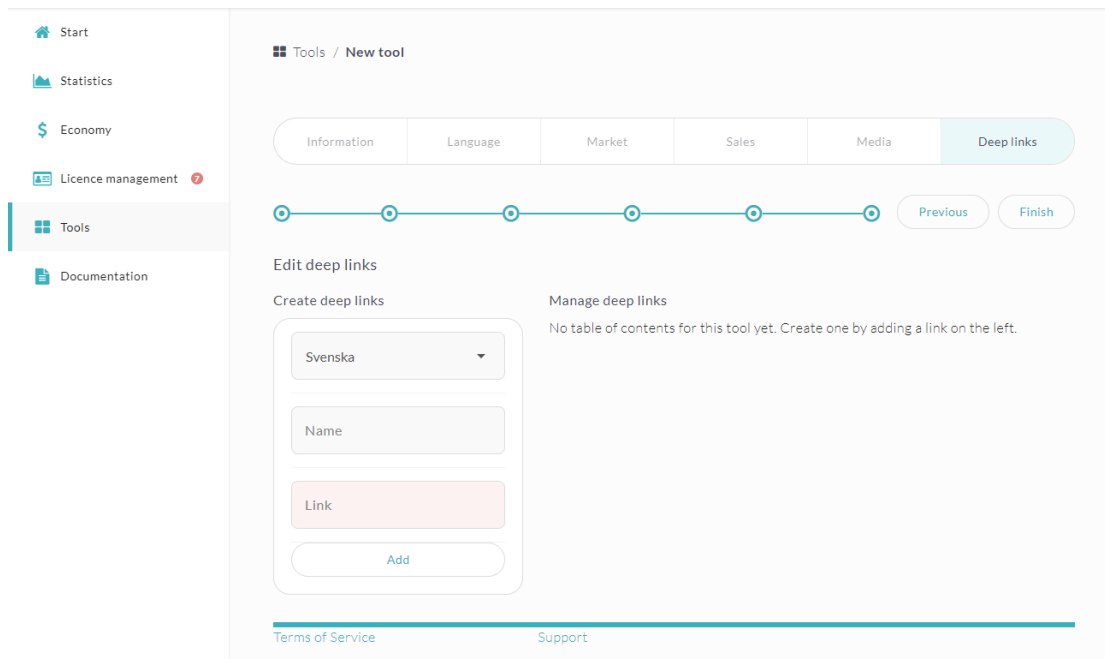 Start
Statistics
Economy
Licence management 7
Tools
Documentation
Tools / New tool
Information Language Market Sales Media Deep links
Previous Finish
Edit deep links
Create deep links
Svenska
Name
Link
Add
Manage deep links
No table of contents for this tool yet. Create one by adding a link on the left.
Terms of Service Support